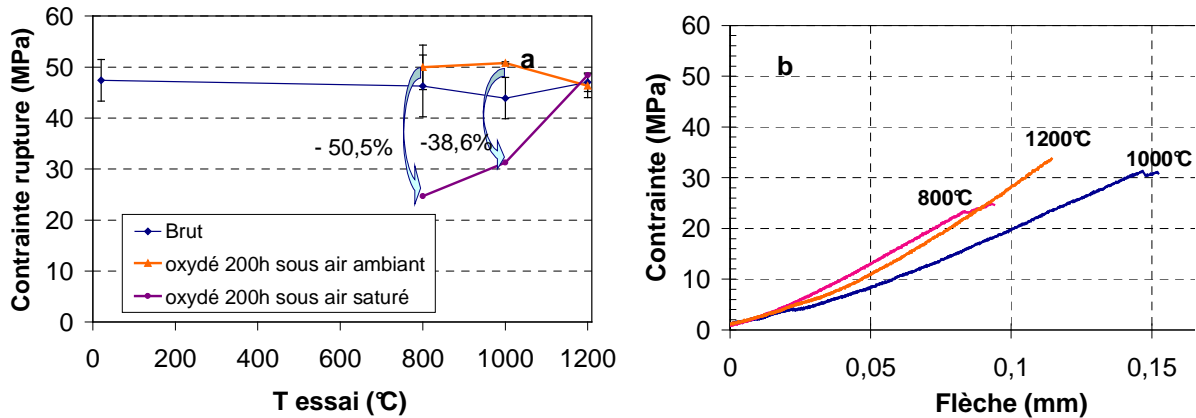 Contrainte rupture (MPa)
60
50
40
30
20
10
0
a
- 50,5%
-38,6%
Brut
oxydé 200h sous air ambiant
oxydé 200h sous air saturé
0
200
400
600
800
1000
1200
T essai (°C)
Contrainte (MPa)
60
50
40
30
20
10
0
b
1200°C
1000°C
800°C
0
0,05
0,1
0,15
Flèche (mm)